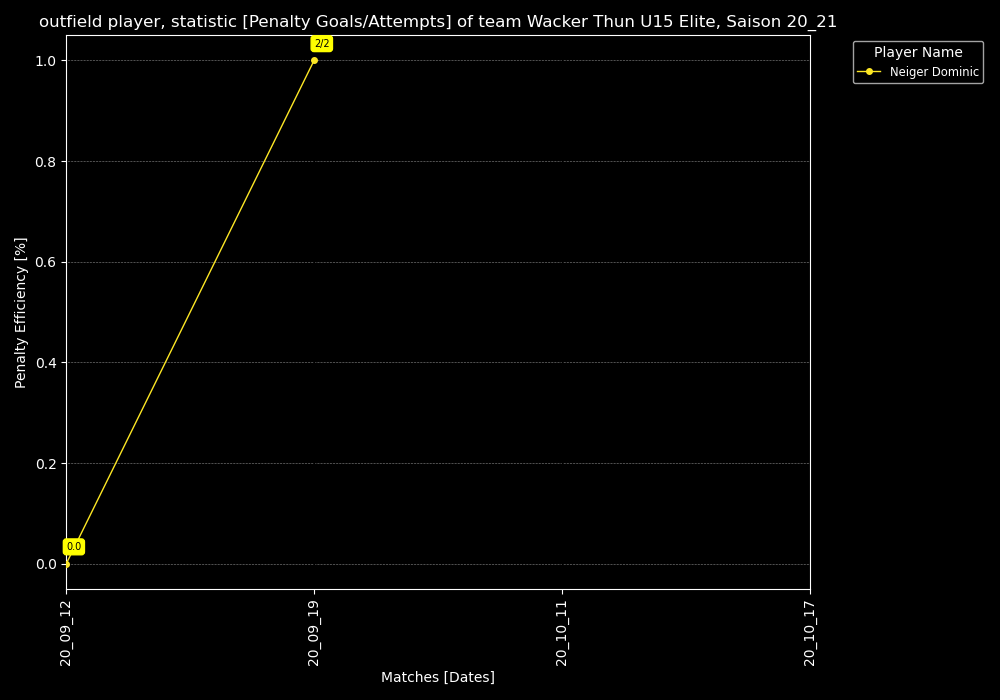 outfield player, statistic [Penalty Goals/Attempts] of team Wacker Thun U15 Elite, Saison 20_21
Player Name
Neiger Dominic
2/2
0.0
1.0
0.8
0.6
0.4
0.2
0.0
Penalty Efficiency [%]
20_09_12
20_09_19
20_10_11
20_10_17
Matches [Dates]